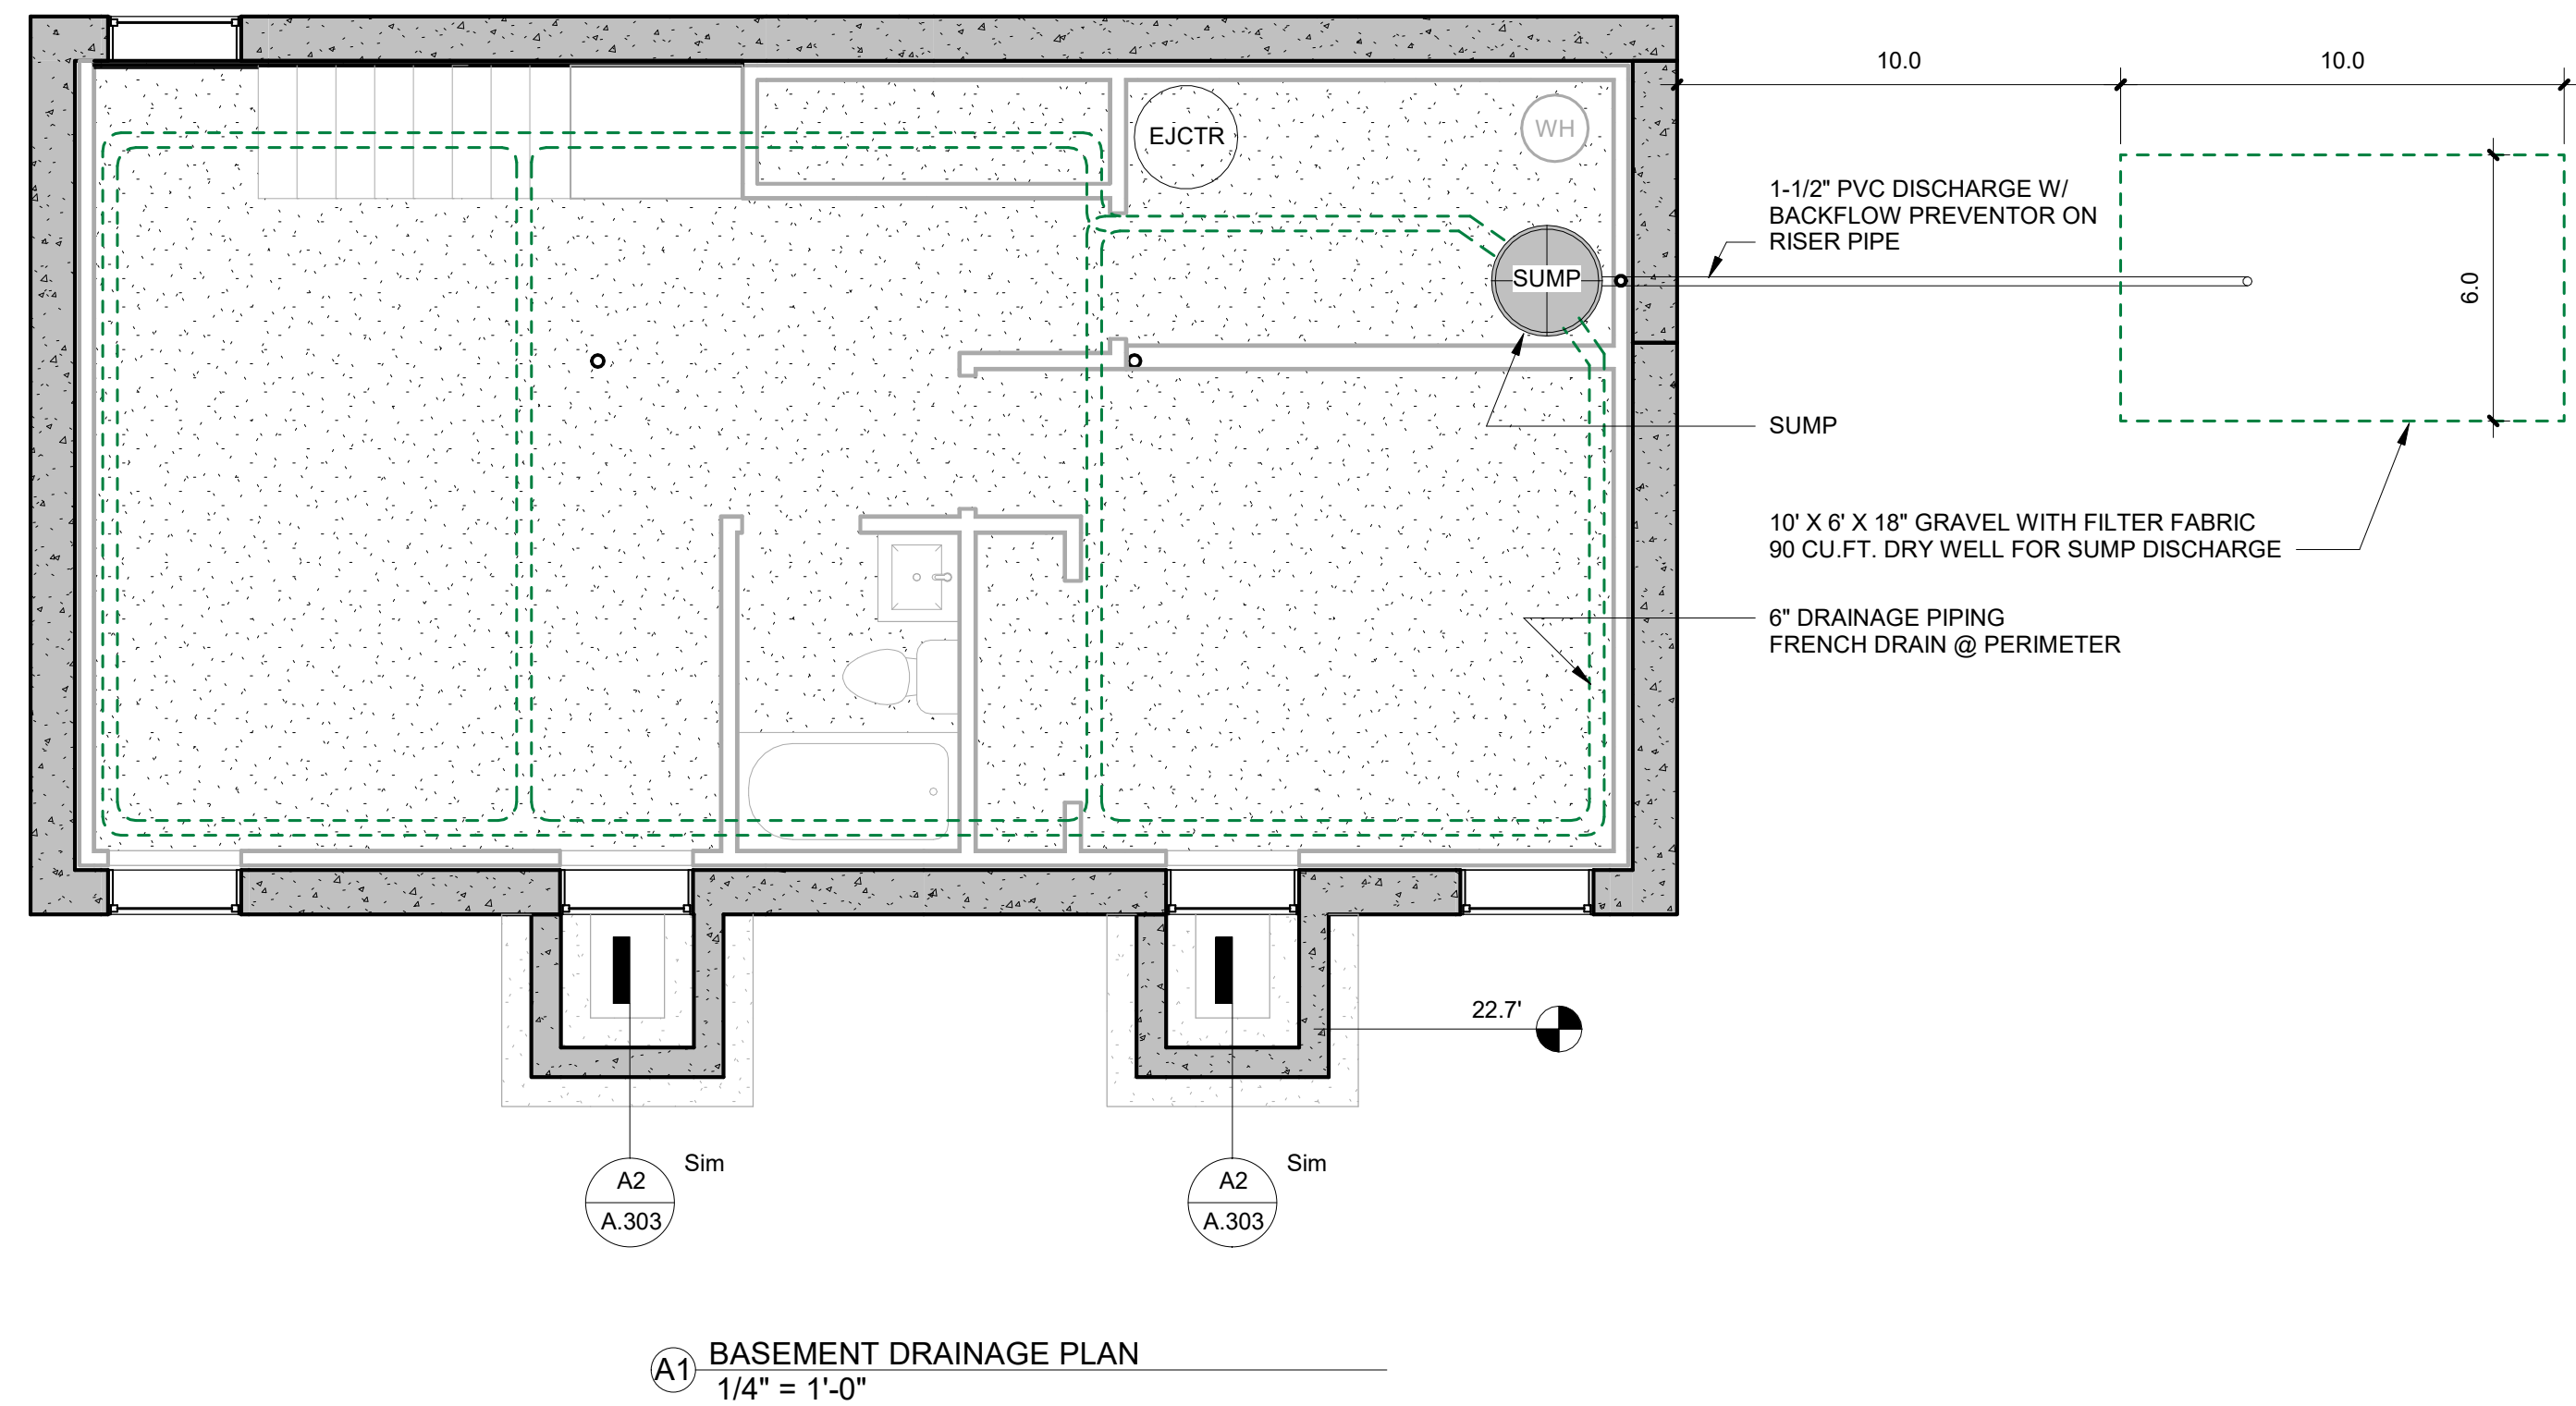 10.0
10.0
EJCTR
WH
1-1/2" PVC DISCHARGE W/
BACKFLOW PREVENTOR ON
RISER PIPE
SUMP
6.0
SUMP
10' X 6' X 18" GRAVEL WITH FILTER FABRIC
90 CU.FT. DRY WELL FOR SUMP DISCHARGE
6" DRAINAGE PIPING
FRENCH DRAIN @ PERIMETER
22.7'
Sim
A2
A.303
Sim
A2
A.303
A1
BASEMENT DRAINAGE PLAN
1/4" = 1'-0"